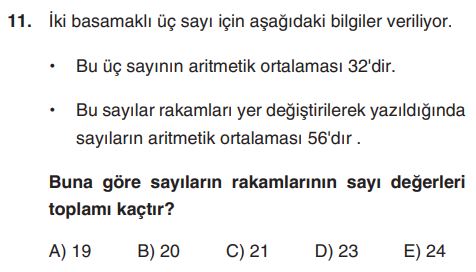 11. İki basamaklı üç sayı için aşağıdaki bilgiler veriliyor.
• Bu üç sayının aritmetik ortalaması 32'dir.
• Bu sayılar rakamları yer değiştirilerek yazıldığında
sayıların aritmetik ortalaması 56'dır .
Buna göre sayıların rakamlarının sayı değerleri
toplamı kaçtır?
A) 19 B) 20 C) 21 D) 23 E) 24